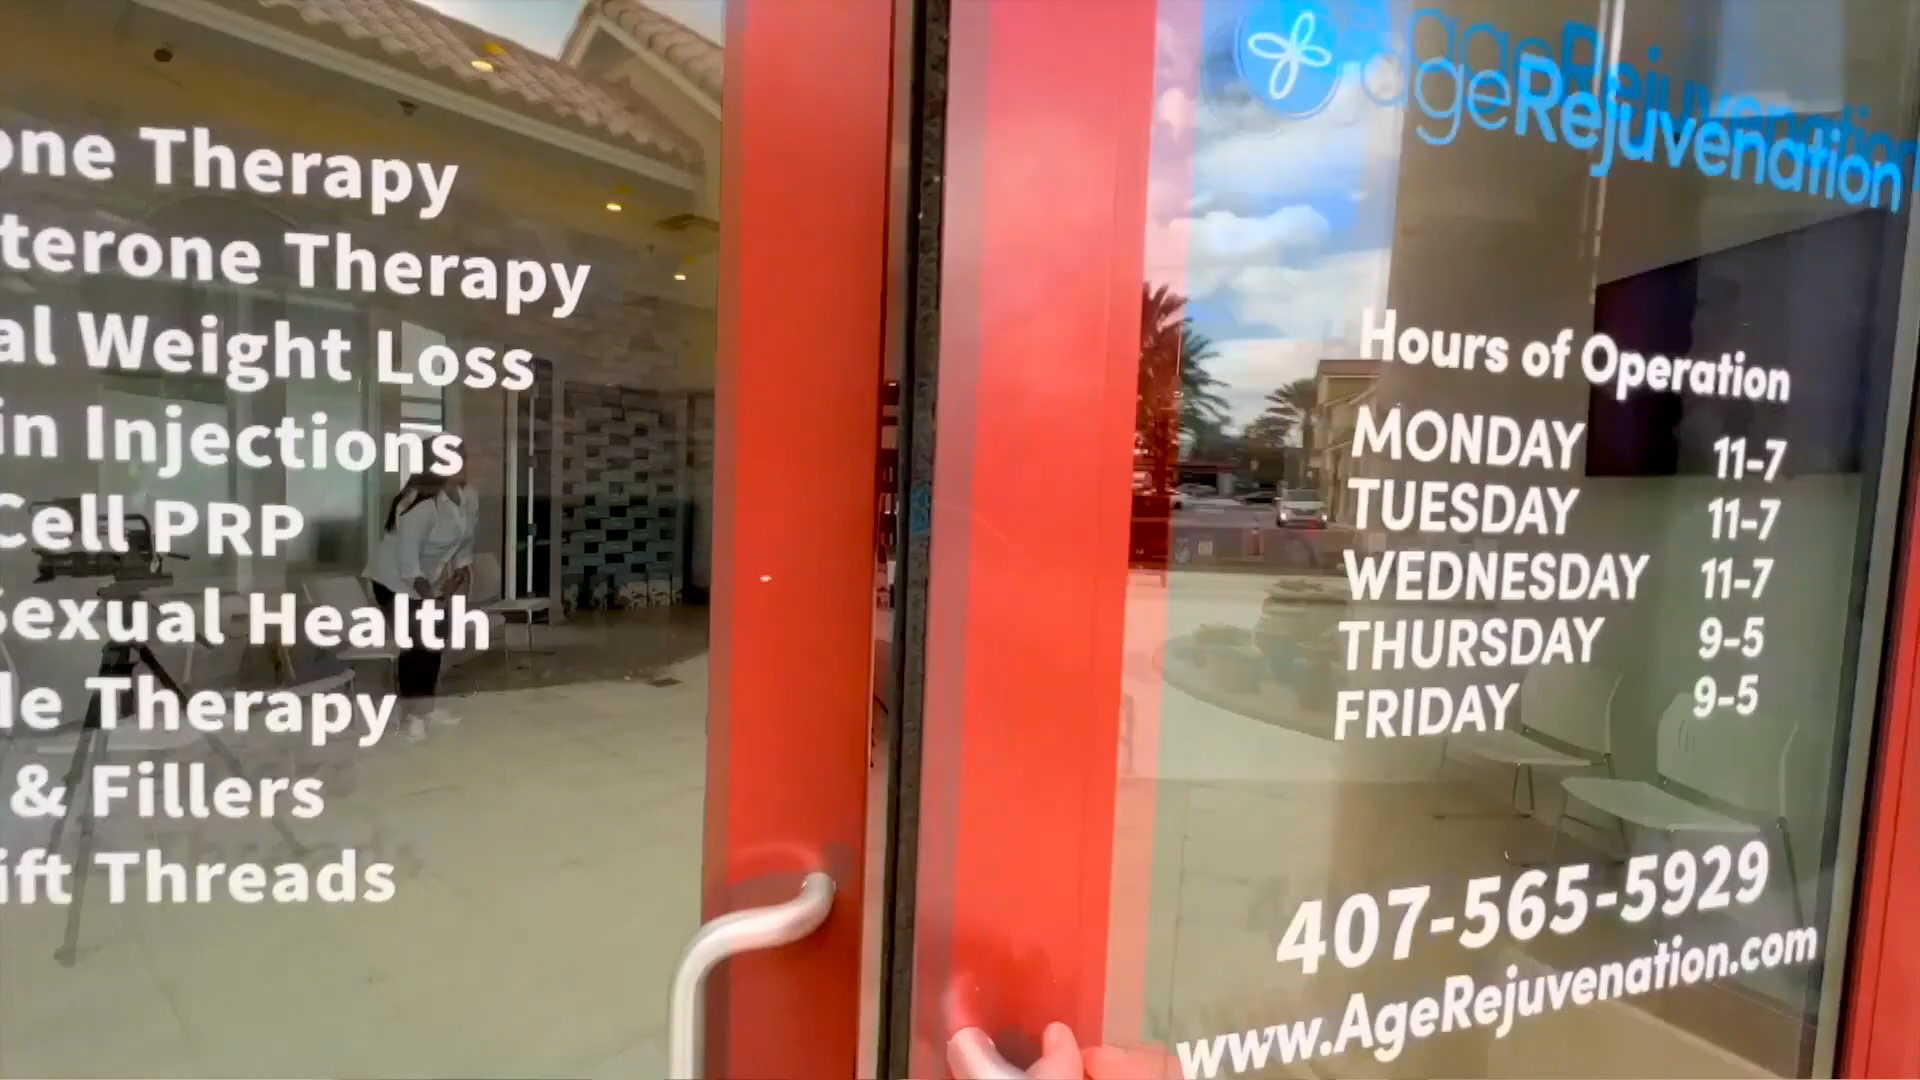 one Therapy
terone Therapy
al Weight Loss
in Injections
Cell PRP
Sexual Health
de Therapy
& Fillers
ift Threads
ageRejuvenation
Hours of Operation
MONDAY 11-7
TUESDAY 11-7
WEDNESDAY 11-7
THURSDAY 9-5
FRIDAY 9-5
407-565-5929
www.AgeRejuvenation.com